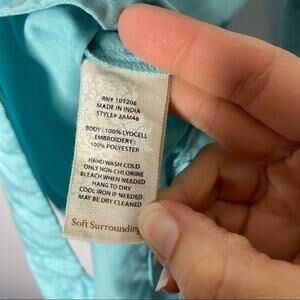 RN# 101206
MADE IN INDIA
STYLE# 2AM46
BODY: 100% LYOCELL
EMBROIDERY:
100% POLYESTER
HAND WASH COLD
ONLY NON-CHLORINE
BLEACH WHEN NEEDED
HANG TO DRY
COOL IRON IF NEEDED
MAY BE DRY CLEANED
Soft Surroundings